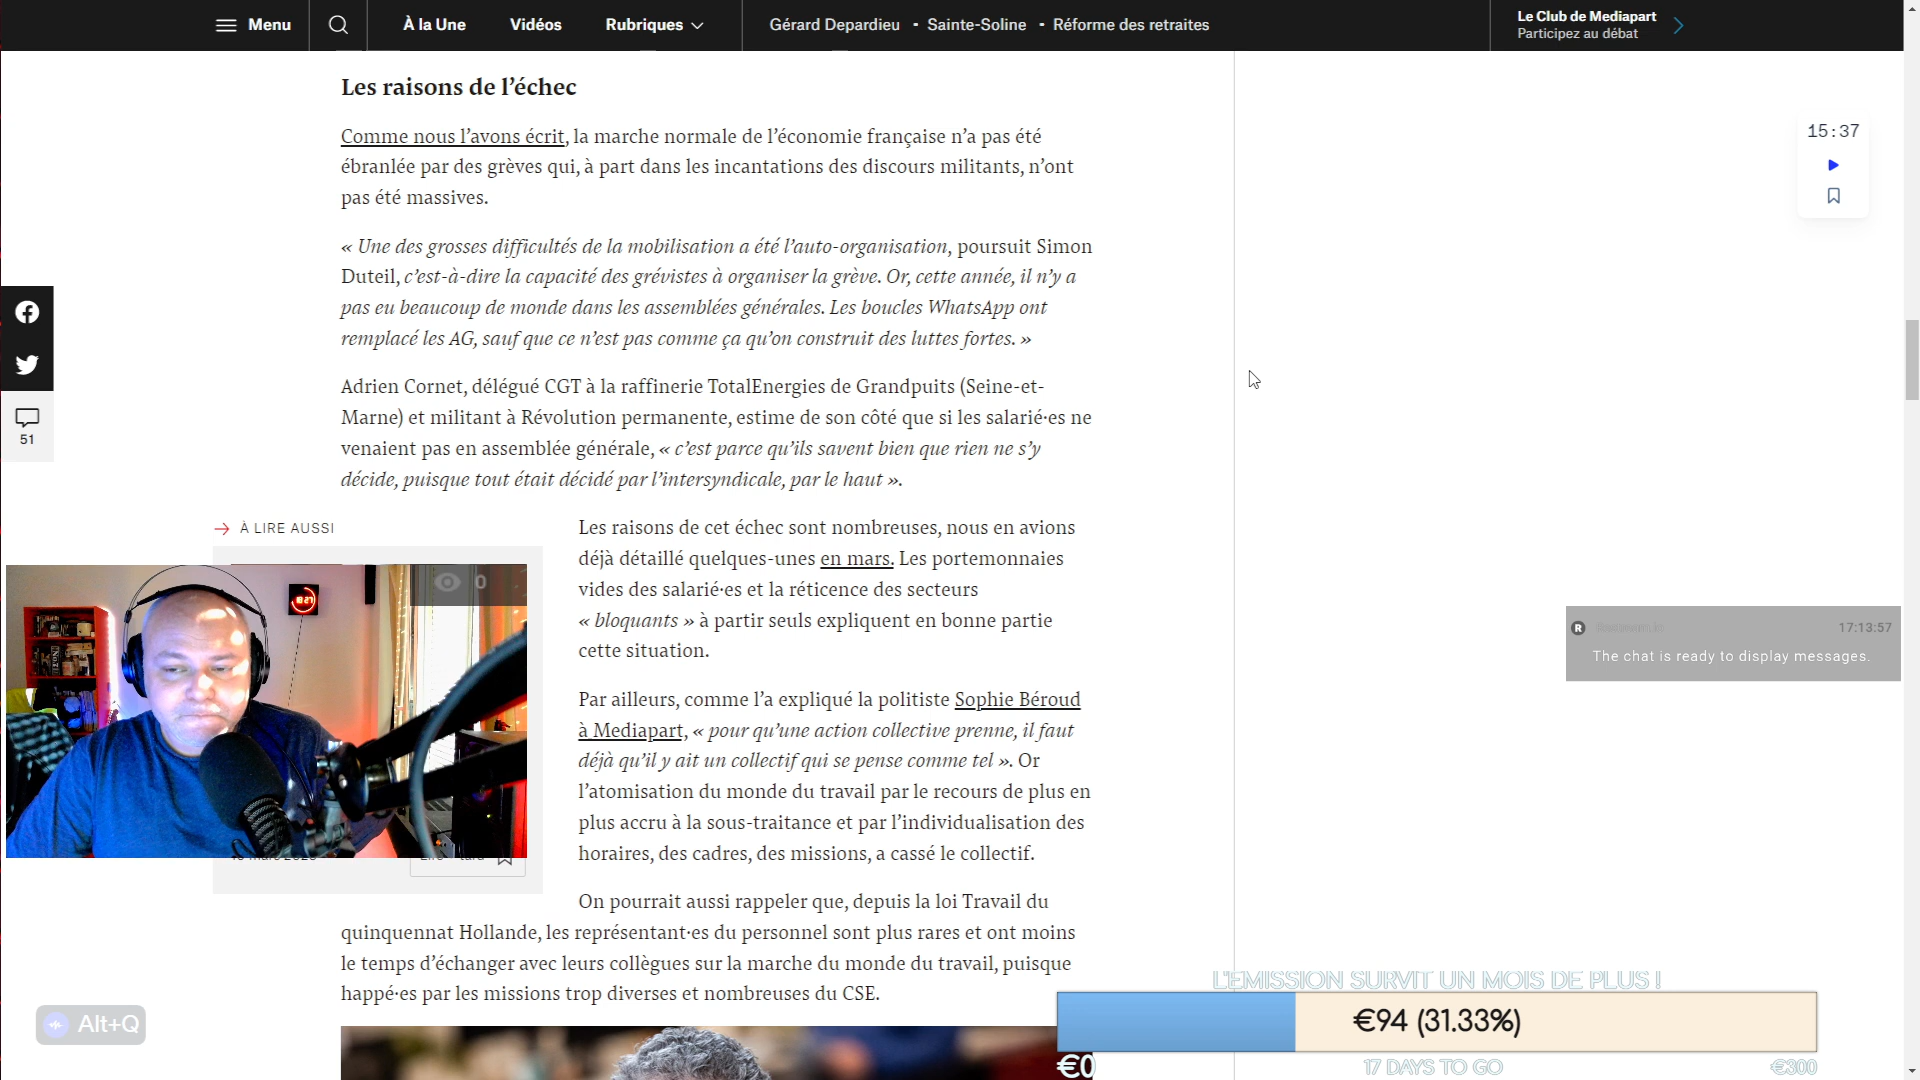 Menu
À la Une
Vidéos
Rubriques
Gérard Depardieu
Sainte-Soline
Réforme des retraites
Le Club de Mediapart
Participez au débat
Les raisons de l’échec
Comme nous l’avons écrit, la marche normale de l’économie française n’a pas été
ébranlée par des grèves qui, à part dans les incantations des discours militants, n’ont
pas été massives.
« Une des grosses difficultés de la mobilisation a été l’auto-organisation, poursuit Simon
Duteil, c’est-à-dire la capacité des grévistes à organiser la grève. Or, cette année, il n’y a
pas eu beaucoup de monde dans les assemblées générales. Les boucles WhatsApp ont
remplacé les AG, sauf que ce n’est pas comme ça qu’on construit des luttes fortes. »
Adrien Cornet, délégué CGT à la raffinerie TotalEnergies de Grandpuits (Seine-et-
Marne) et militant à Révolution permanente, estime de son côté que si les salarié·es ne
venaient pas en assemblée générale, « c’est parce qu’ils savent bien que rien ne s’y
décide, puisque tout était décidé par l’intersyndicale, par le haut ».
À LIRE AUSSI
Les raisons de cet échec sont nombreuses, nous en avions
déjà détaillé quelques-unes en mars. Les portemonnaies
vides des salarié·es et la réticence des secteurs
« bloquants » à partir seuls expliquent en bonne partie
cette situation.
Par ailleurs, comme l’a expliqué la politiste Sophie Béroud
à Mediapart, « pour qu’une action collective prenne, il faut
déjà qu’il y ait un collectif qui se pense comme tel ». Or
l’atomisation du monde du travail par le recours de plus en
plus accru à la sous-traitance et par l’individualisation des
horaires, des cadres, des missions, a cassé le collectif.
On pourrait aussi rappeler que, depuis la loi Travail du
quinquennat Hollande, les représentant·es du personnel sont plus rares et ont moins
le temps d’échanger avec leurs collègues sur la marche du monde du travail, puisque
happé·es par les missions trop diverses et nombreuses du CSE.
51
0
15:37
R
17:13:57
The chat is ready to display messages.
Alt+Q
L'EMISSION SURVIT UN MOIS DE PLUS !
€94 (31.33%)
€0
17 DAYS TO GO
€300